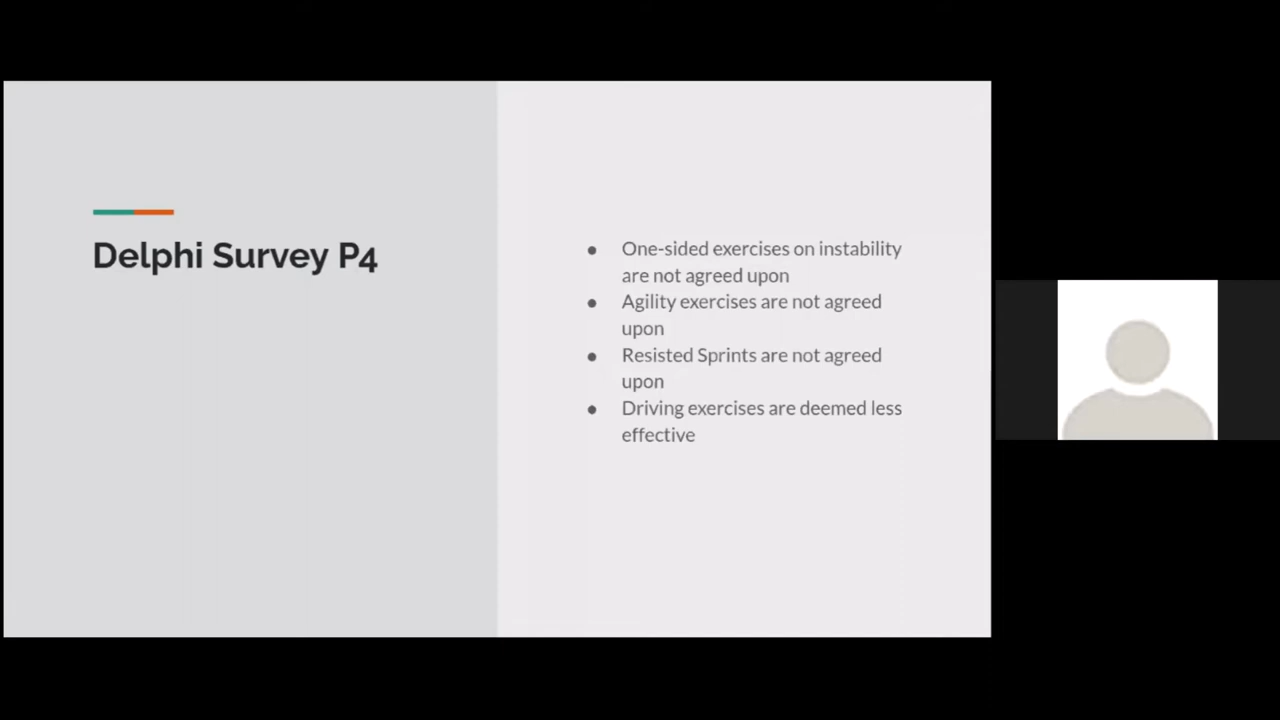 Delphi Survey P4
● One-sided exercises on instability
are not agreed upon
● Agility exercises are not agreed
upon
● Resisted Sprints are not agreed
upon
● Driving exercises are deemed less
effective